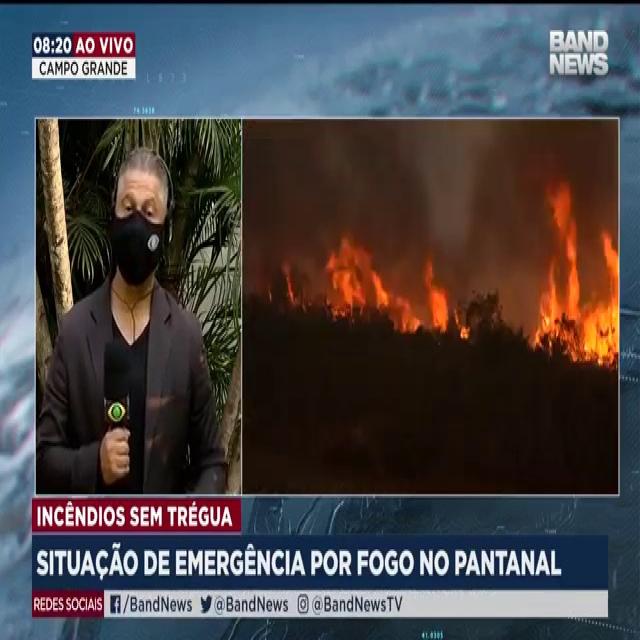 08:20 AO VIVO
CAMPO GRANDE
BAND
NEWS
INCÊNDIOS SEM TRÉGUA
SITUAÇÃO DE EMERGÊNCIA POR FOGO NO PANTANAL
REDES SOCIAIS /BandNews @BandNews @BandNewsTV